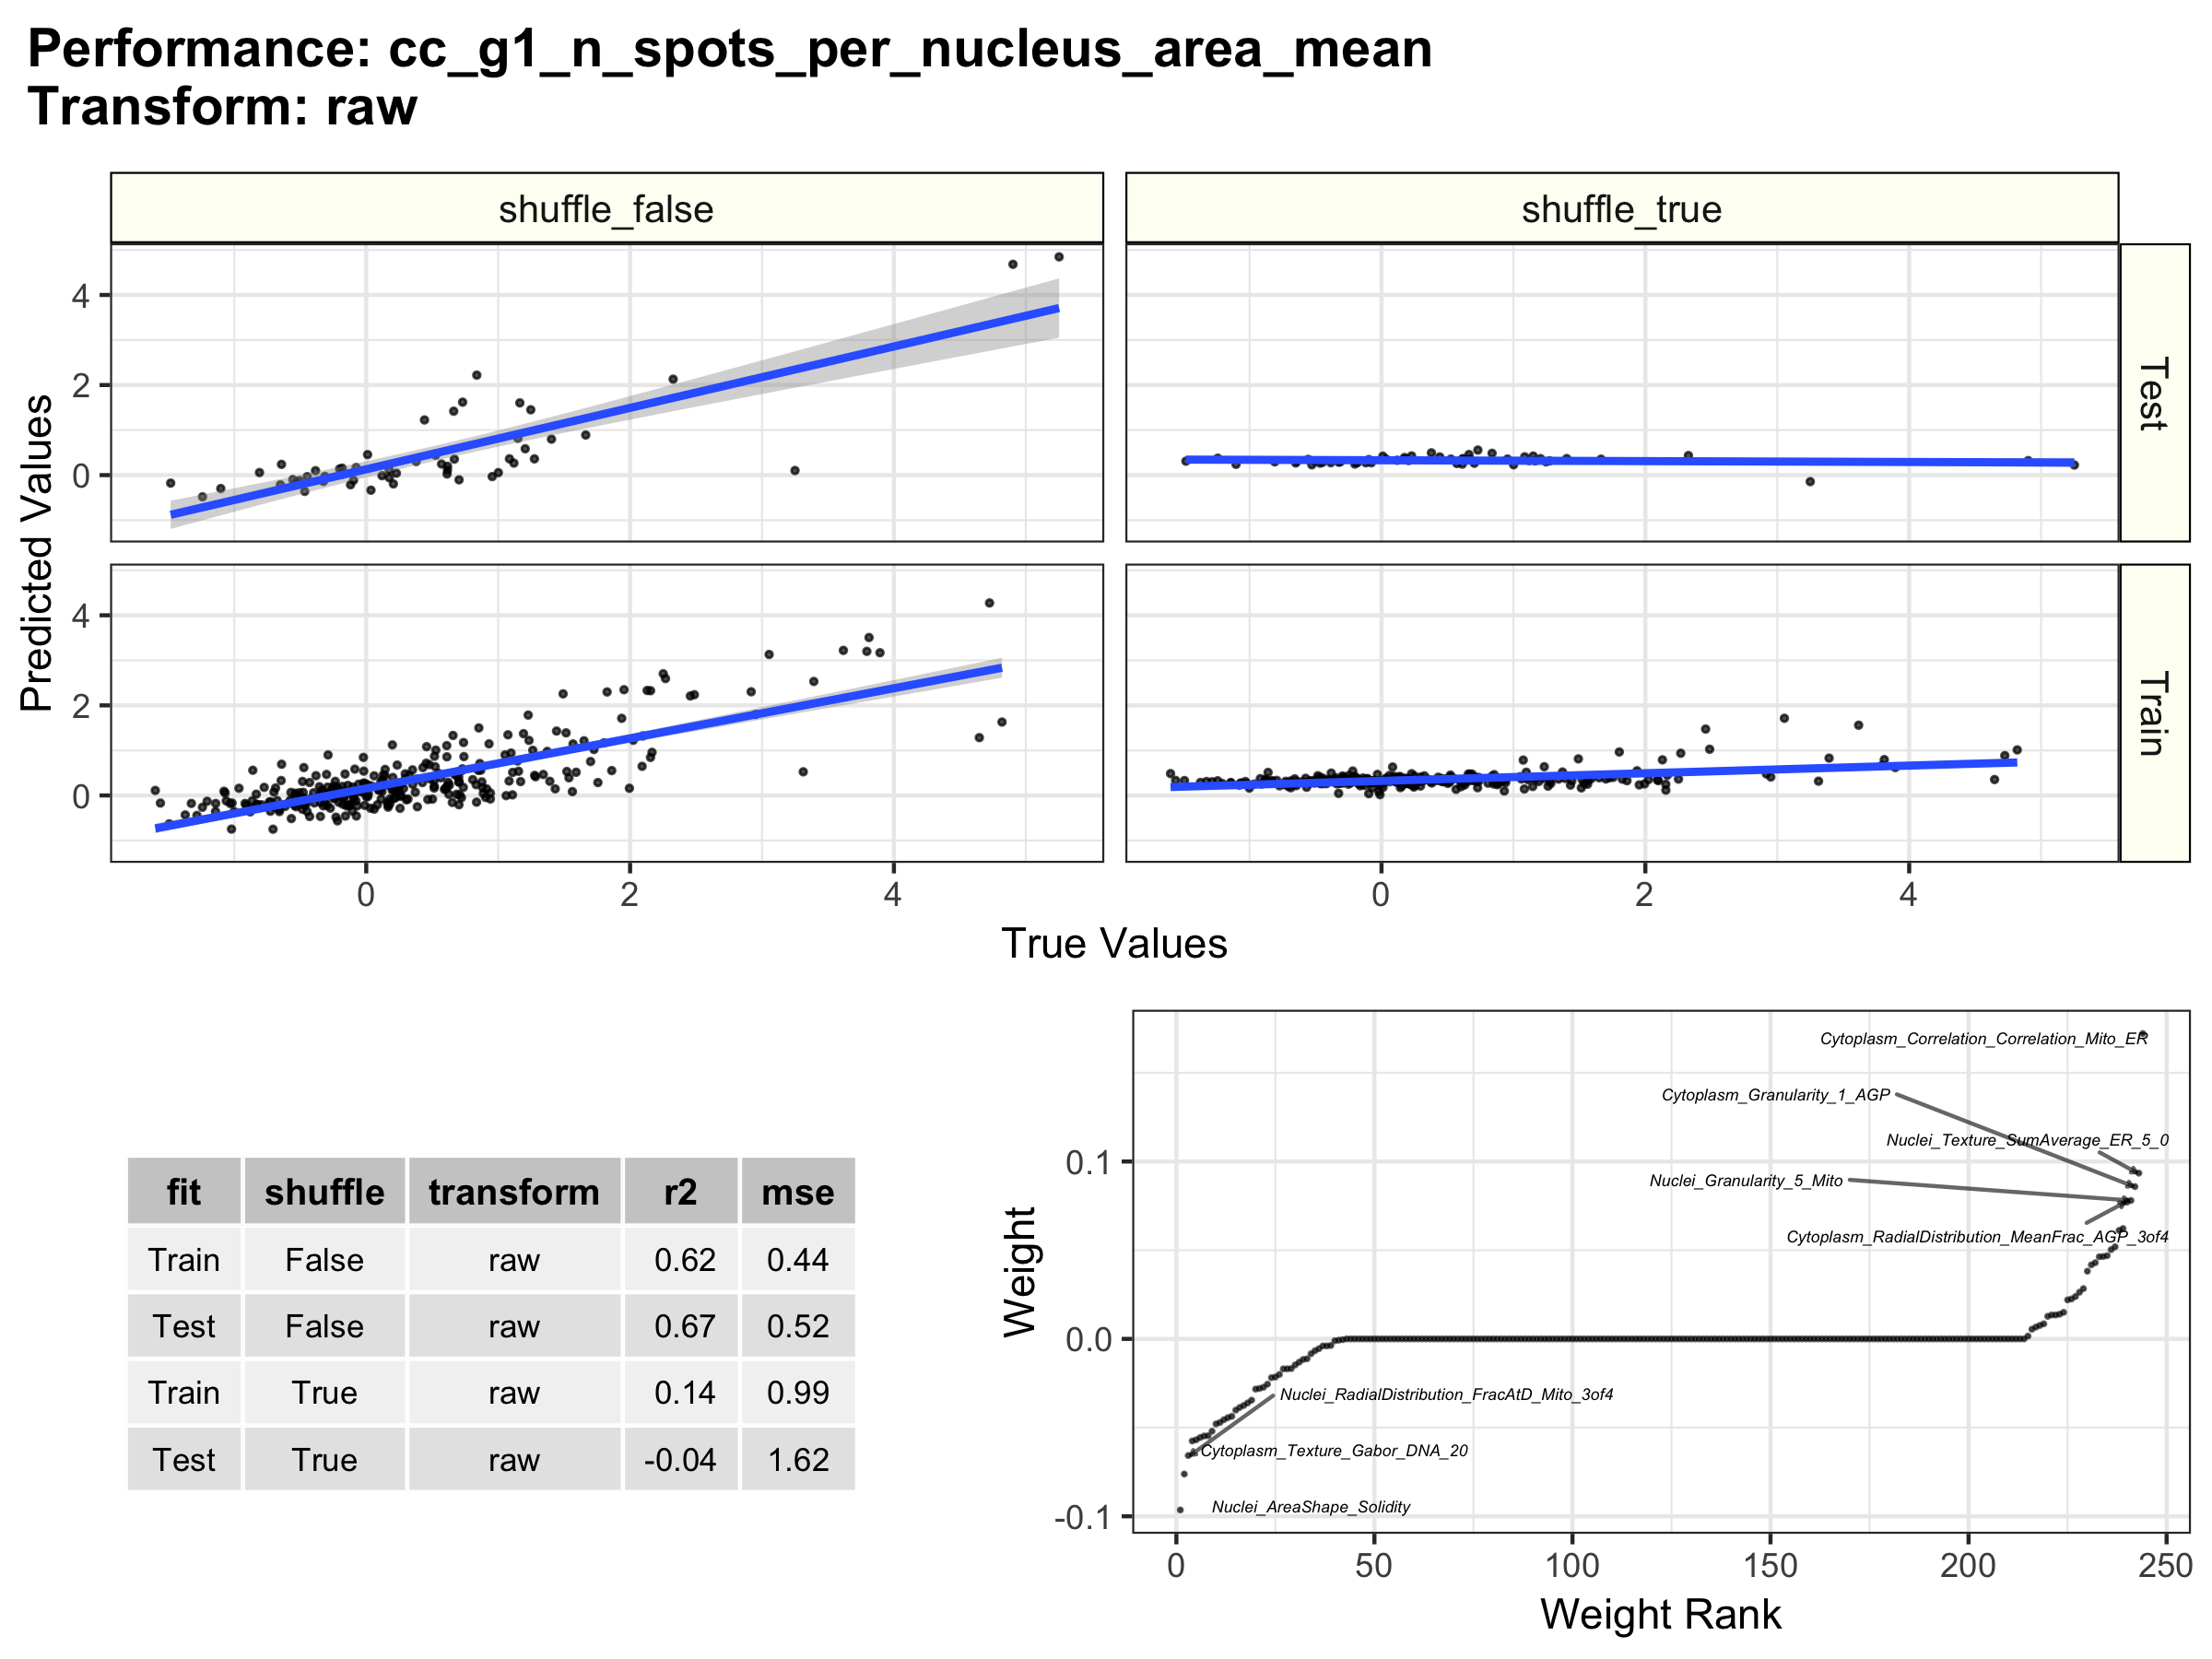 Performance: cc_g1_n_spots_per_nucleus_area_mean
Transform: raw
shuffle_false
shuffle_true
4
2
0
Test
Predicted Values
4
2
0
Train
0
2
4
0
2
4
True Values
fit shuffle transform r2 mse
Train False raw 0.62 0.44
Test False raw 0.67 0.52
Train True raw 0.14 0.99
Test True raw -0.04 1.62
Weight
0.1
0.0
-0.1
Cytoplasm_Correlation_Correlation_Mito_ER
Cytoplasm_Granularity_1_AGP
Nuclei_Texture_SumAverage_ER_5_0
Nuclei_Granularity_5_Mito
Cytoplasm_RadialDistribution_MeanFrac_AGP_3of4
Nuclei_RadialDistribution_FracAtD_Mito_3of4
Cytoplasm_Texture_Gabor_DNA_20
Nuclei_AreaShape_Solidity
0
50
100
150
200
250
Weight Rank